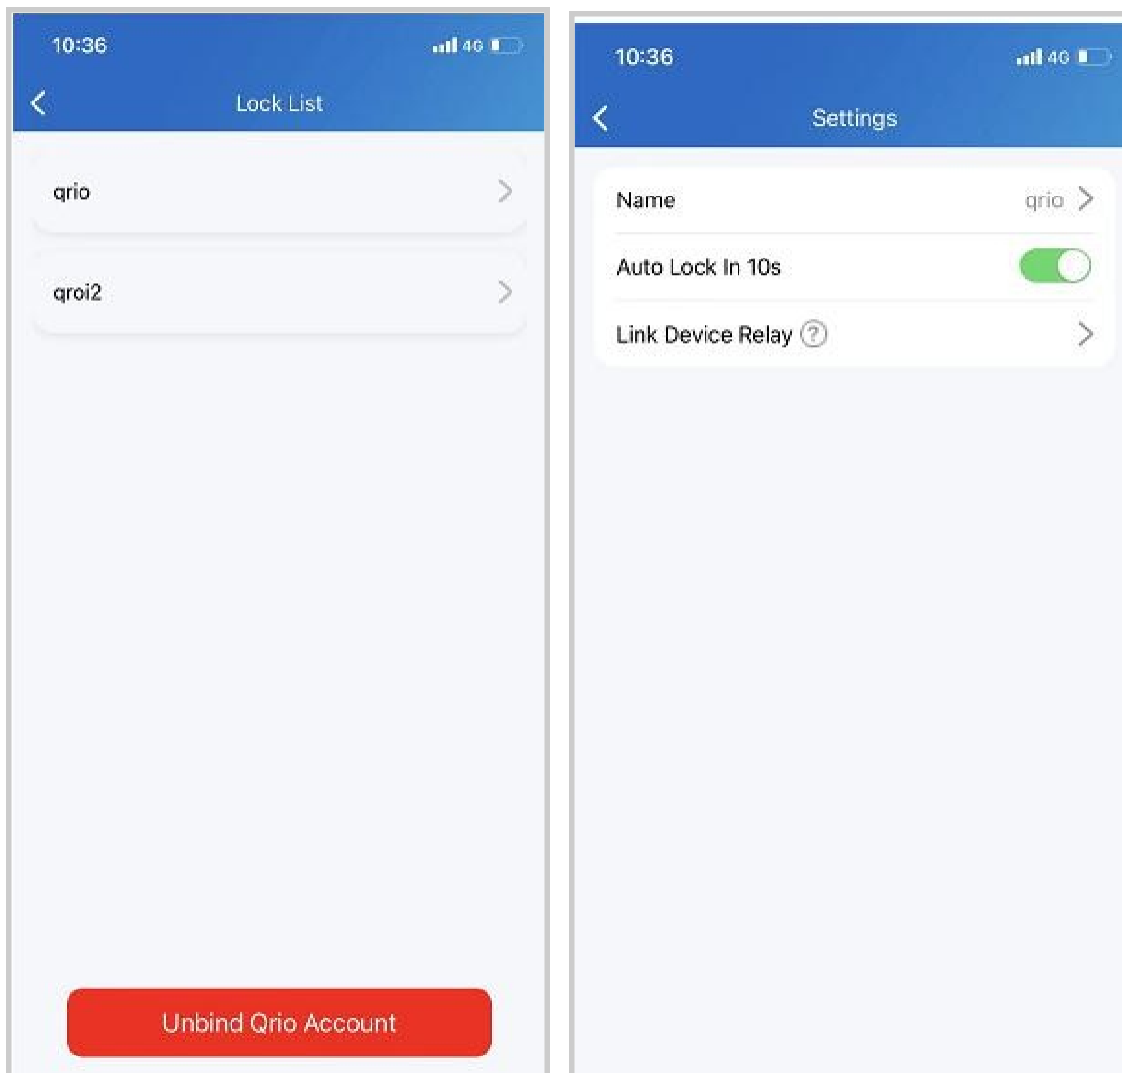 10:36
4G
Lock List
qrio
qroi2
Unbind Qrio Account
10:36
4G
Settings
Name
qrio
Auto Lock In 10s
Link Device Relay ?